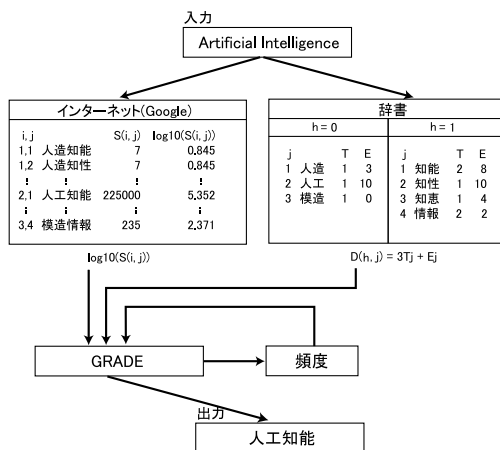 入力
Artificial Intelligence
インターネット(Google)
i, j S(i, j) log10(S(i, j))
1,1 人造知能 7 0.845
1,2 人造知性 7 0.845
⁞ ⁞ ⁞
2,1 人工知能 225000 5.352
⁞ ⁞ ⁞
3,4 模造情報 235 2.371
辞書
h = 0 h = 1
j T E j T E
1 人造 1 3 1 知能 2 8
2 人工 1 10 2 知性 1 10
3 模造 1 0 3 知恵 1 4
4 情報 2 2
log10(S(i, j))
D(h, j) = 3Tj + Ej
GRADE
頻度
出力
人工知能